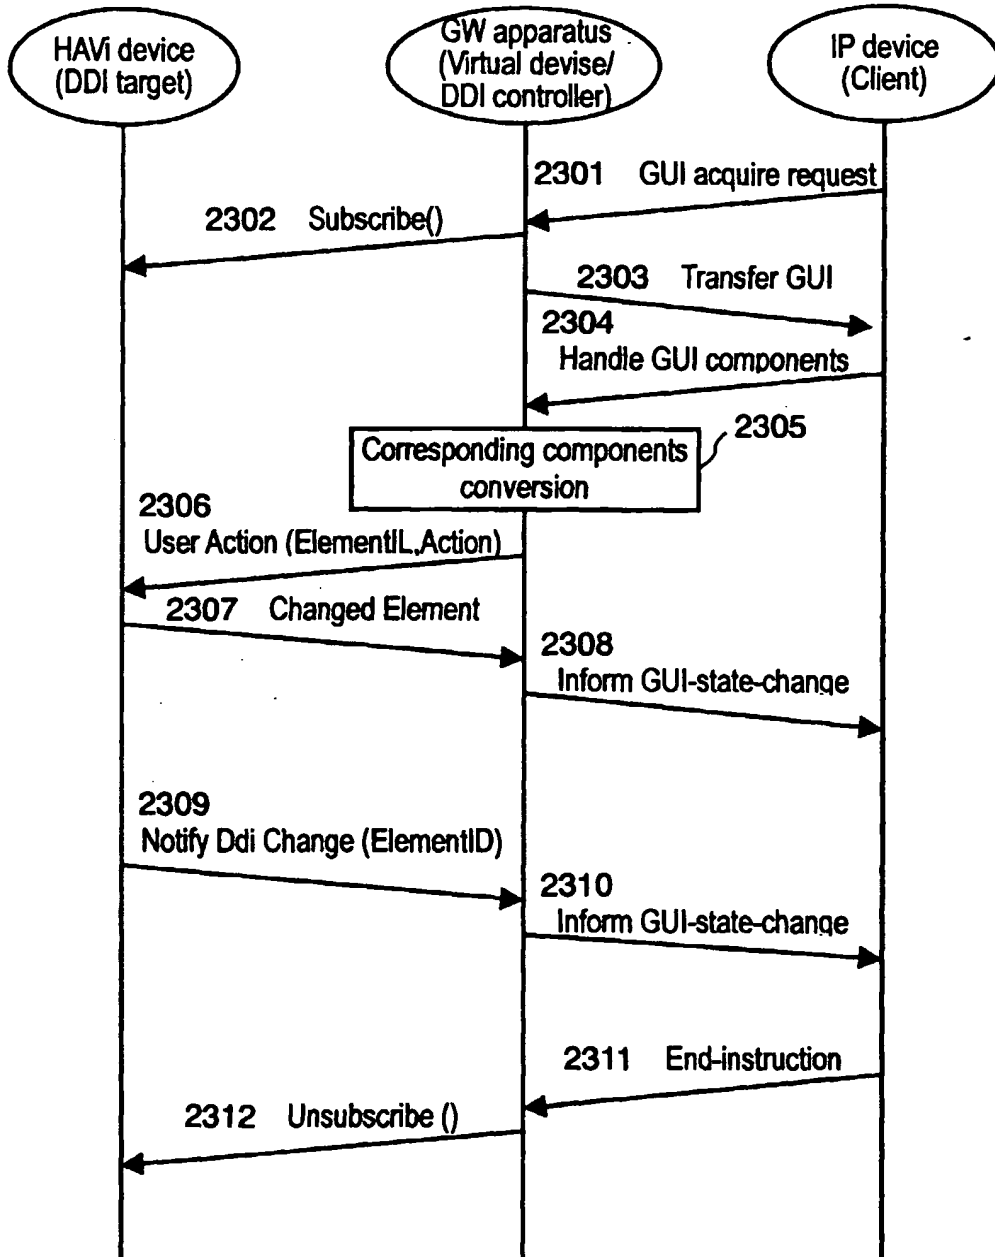 HAVi device
(DDI target)
GW apparatus
(Virtual devise/
DDI controller)
IP device
(Client)
2301 GUI acquire request
2302 Subscribe()
2303 Transfer GUI
2304
Handle GUI components
2305
Corresponding components
conversion
2306
User Action (ElementIL,Action)
2307 Changed Element
2308
Inform GUI-state-change
2309
Notify Ddi Change (ElementID)
2310
Inform GUI-state-change
2311 End-instruction
2312 Unsubscribe ()